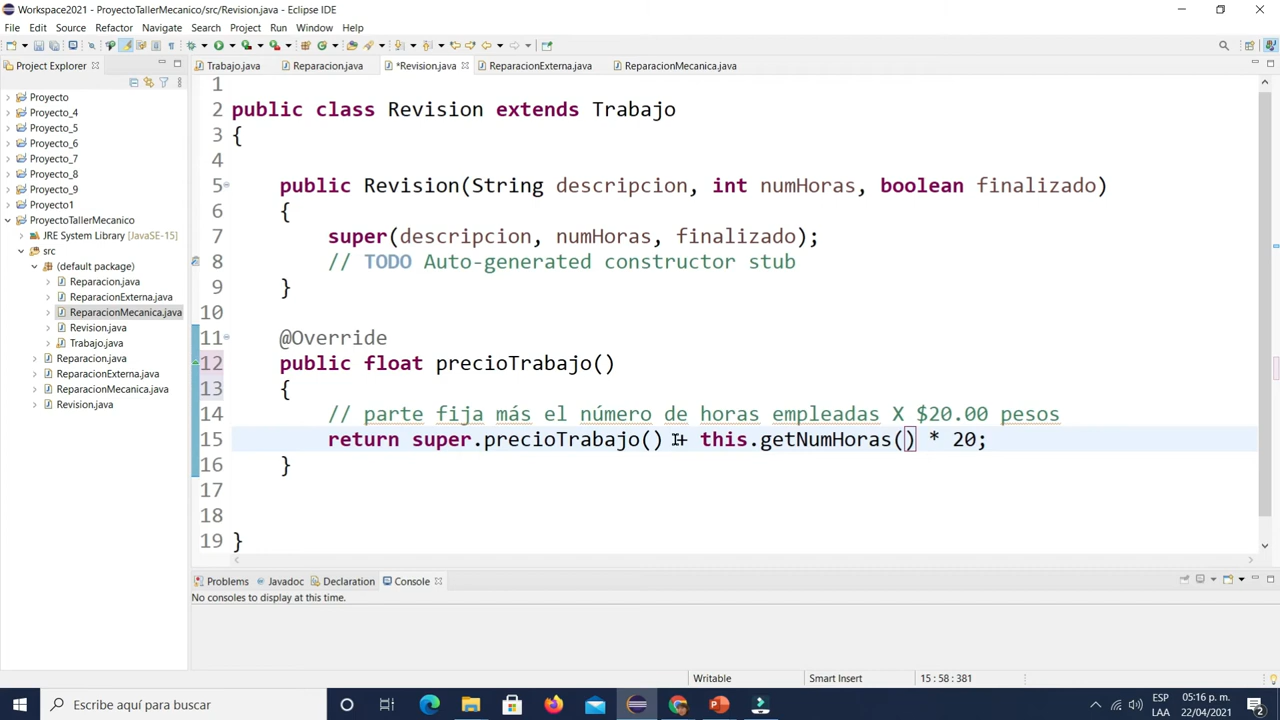 Workspace2021 - ProyectoTallerMecanico/src/Revision.java - Eclipse IDE
File Edit Source Refactor Navigate Search Project Run Window Help
Project Explorer
Trabajo.java Reparacion.java *Revision.java ReparacionExterna.java ReparacionMecanica.java
Proyecto
Proyecto_4
Proyecto_5
Proyecto_6
Proyecto_7
Proyecto_8
Proyecto_9
Proyecto1
ProyectoTallerMecanico
JRE System Library [JavaSE-15]
src
(default package)
Reparacion.java
ReparacionExterna.java
ReparacionMecanica.java
Revision.java
Trabajo.java
Reparacion.java
ReparacionExterna.java
ReparacionMecanica.java
Revision.java
1
2 public class Revision extends Trabajo
3 {
4
5 public Revision(String descripcion, int numHoras, boolean finalizado)
6 {
7 super(descripcion, numHoras, finalizado);
8 // TODO Auto-generated constructor stub
9 }
10
11 @Override
12 public float precioTrabajo()
13 {
14 // parte fija más el número de horas empleadas X $20.00 pesos
15 return super.precioTrabajo() + this.getNumHoras() * 20;
16 }
17
18
19 }
Problems Javadoc Declaration Console
No consoles to display at this time.
Writable Smart Insert 15 : 58 : 381
Escribe aquí para buscar
ESP 05:16 p. m.
LAA 22/04/2021
2